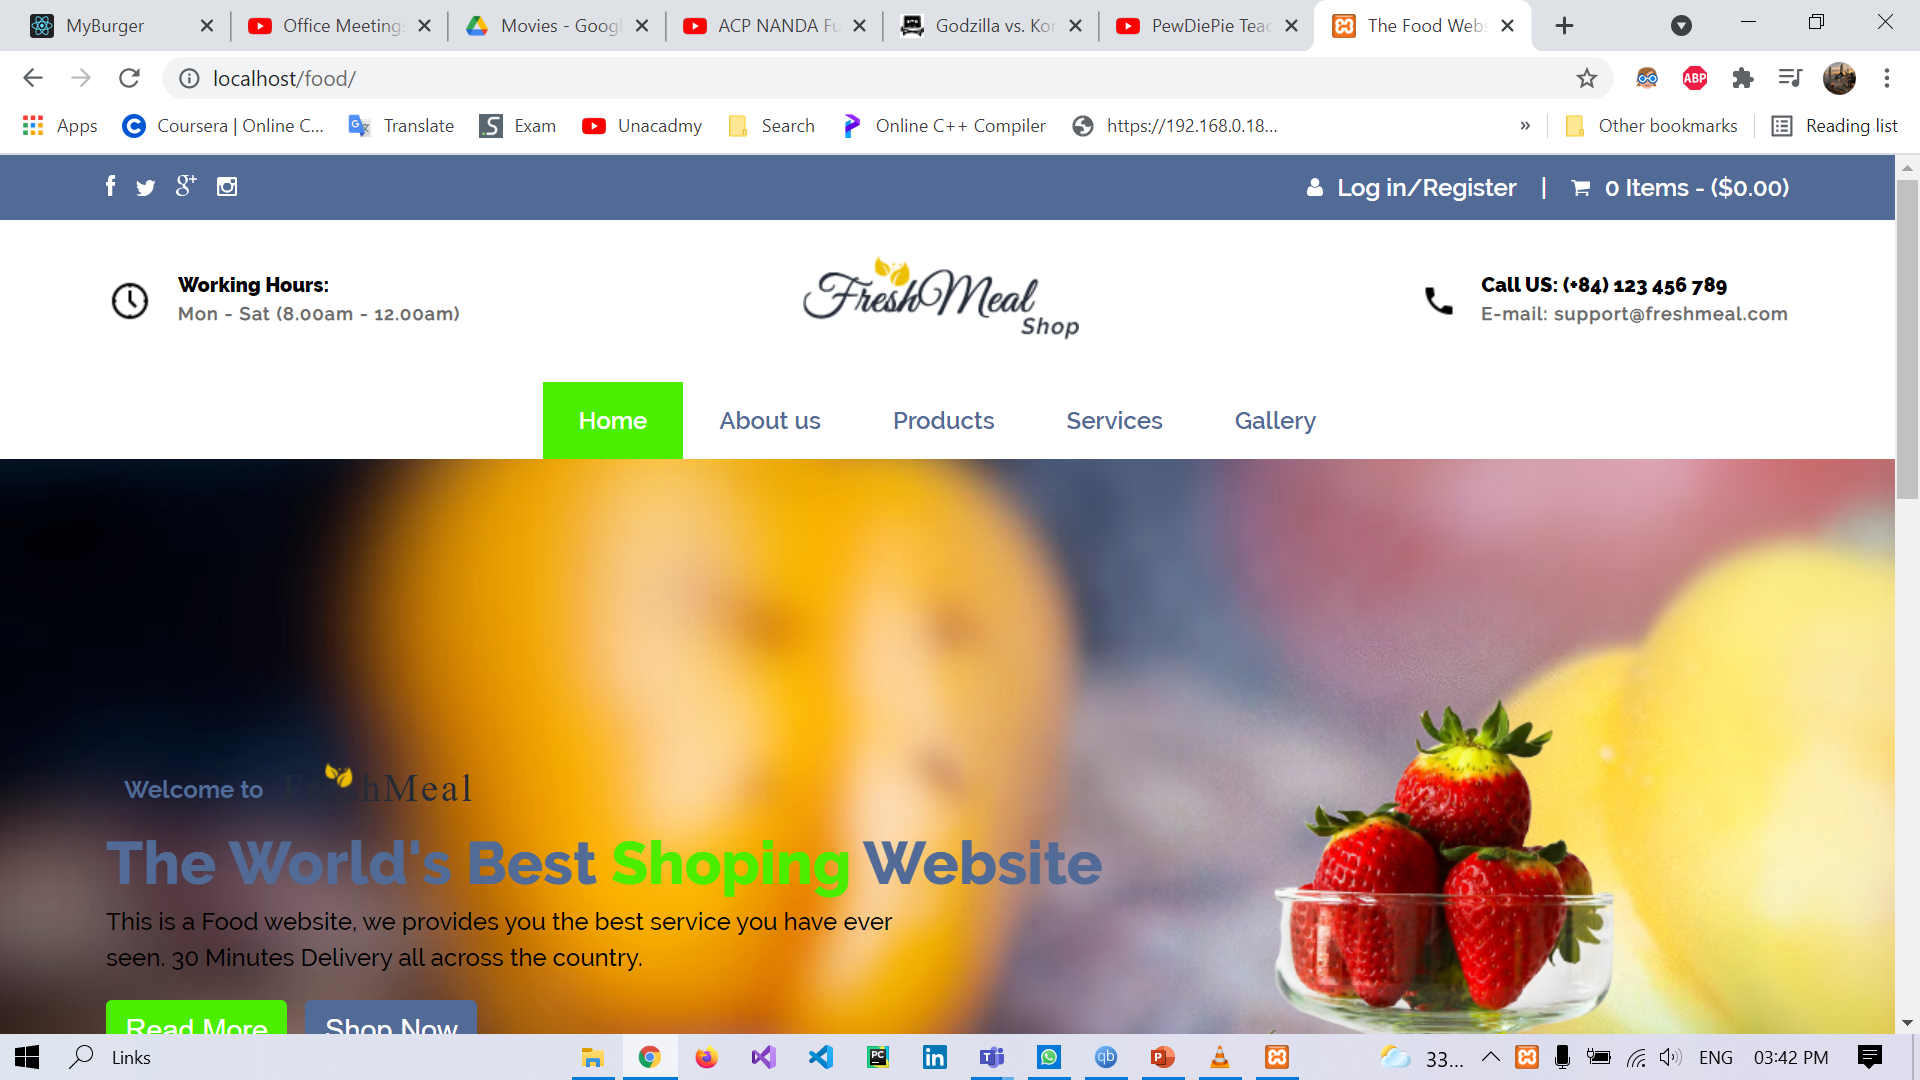 MyBurger
Office Meeting
Movies - Googl
ACP NANDA Fu
Godzilla vs. Kon
PewDiePie Teac
The Food Webs
localhost/food/
ABP
Apps
Coursera | Online C...
Translate
Exam
Unacadmy
Search
Online C++ Compiler
https://192.168.0.18...
»
Other bookmarks
Reading list
Log in/Register | 0 Items - ($0.00)
Working Hours:
Mon - Sat (8.00am - 12.00am)
FreshMeal
Shop
Call US: (+84) 123 456 789
E-mail: support@freshmeal.com
Home
About us
Products
Services
Gallery
Welcome to FreshMeal
The World's Best Shoping Website
This is a Food website, we provides you the best service you have ever
seen. 30 Minutes Delivery all across the country.
Read More
Shop Now
Links
33...
ENG
03:42 PM